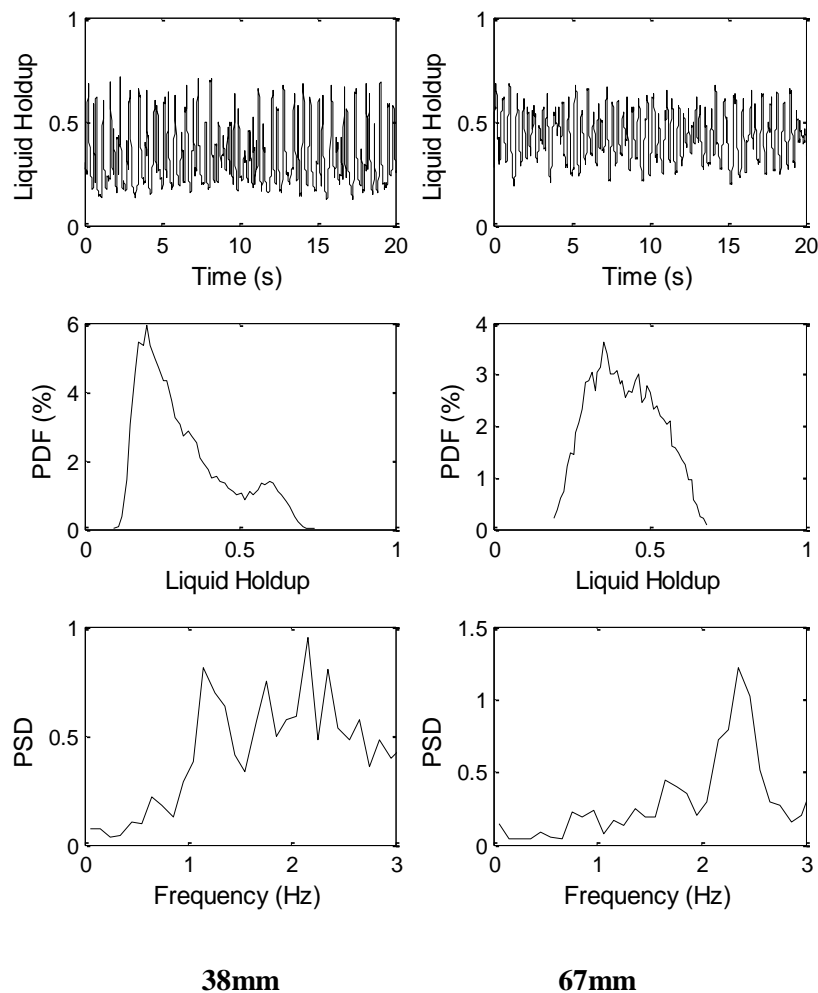 1
0.5
0
Liquid Holdup
0 5 10 15 20
Time (s)
1
0.5
0
Liquid Holdup
0 5 10 15 20
Time (s)
6
4
2
0
PDF (%)
0 0.5 1
Liquid Holdup
4
3
2
1
0
PDF (%)
0 0.5 1
Liquid Holdup
1
0.5
0
PSD
0 1 2 3
Frequency (Hz)
1.5
1
0.5
0
PSD
0 1 2 3
Frequency (Hz)
38mm
67mm